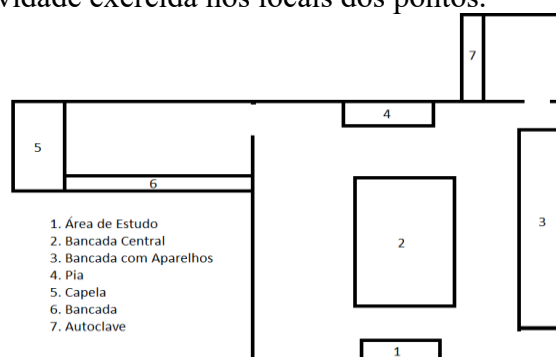 vidade exercida nos locais dos pontos.
7
4
5
6
3
2
1. Área de Estudo
2. Bancada Central
3. Bancada com Aparelhos
4. Pia
5. Capela
6. Bancada
7. Autoclave
1